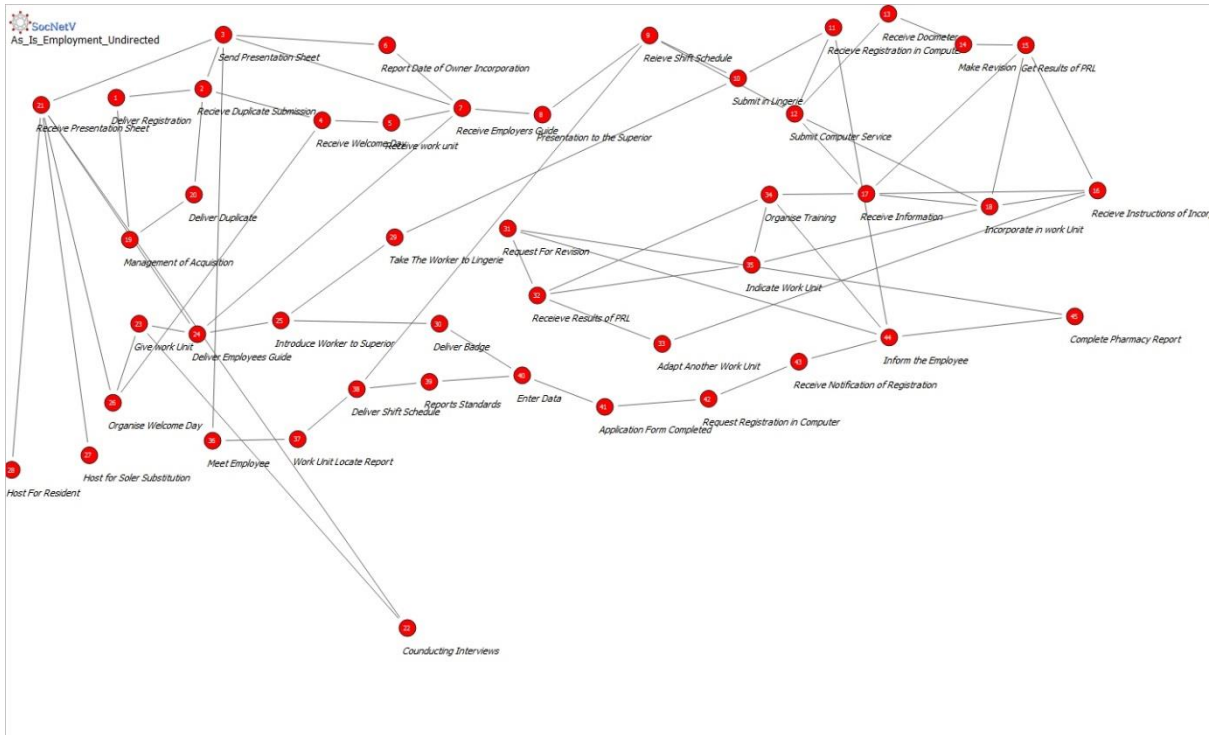 SocNetV
As_Is_Employment_Undirected
3
Send Presentation Sheet
6
Report Date of Owner Incorporation
9
Reieve Shift Schedule
11
Recieve Registration in Compute
13
Receive Docimeter
14
Make Revision
15
Get Results of PRL
21
Receive Presentation Sheet
1
Deliver Registration
2
Recieve Duplicate Submission
4
Receive Welcome Day
5
Receive work unit
7
Receive Employers Guide
8
Presentation to the Superior
10
Submit in Lingerie
12
Submit Computer Service
20
Deliver Duplicate
19
Management of Acquisition
29
Take The Worker to Lingerie
31
Request For Revision
34
Organise Training
17
Receive Information
18
Incorporate in work Unit
16
Recieve Instructions of Incorp
35
Indicate Work Unit
32
Receieve Results of PRL
33
Adapt Another Work Unit
45
Complete Pharmacy Report
44
Inform the Employee
43
Receive Notification of Registration
23
Give work Unit
24
Deliver Employees Guide
25
Introduce Worker to Superior
30
Deliver Badge
38
Deliver Shift Schedule
39
Reports Standards
40
Enter Data
41
Application Form Completed
42
Request Registration in Computer
26
Organise Welcome Day
27
Host for Soler Substitution
28
Host For Resident
36
Meet Employee
37
Work Unit Locate Report
22
Counducting Interviews